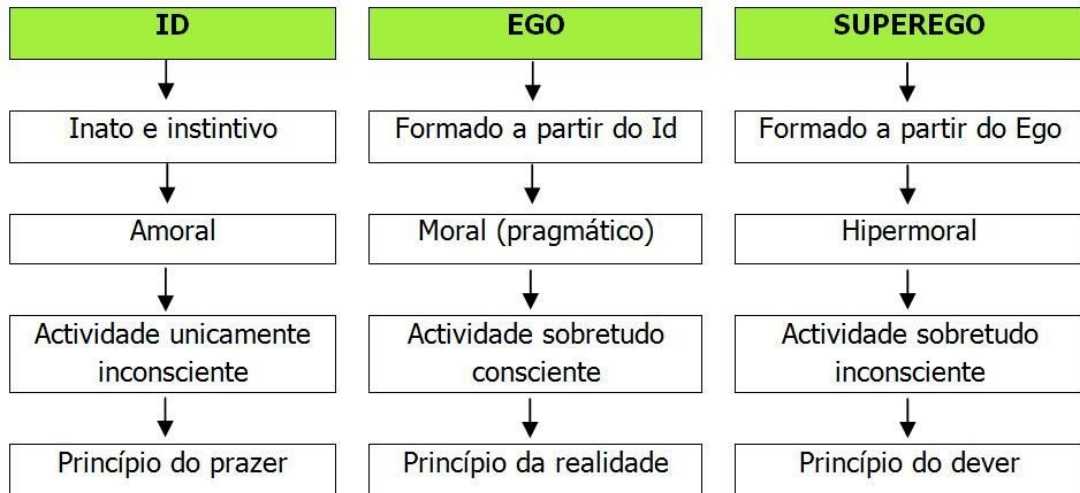 ID
Inato e instintivo
Amoral
Actividade unicamente
inconsciente
Princípio do prazer
EGO
Formado a partir do Id
Moral (pragmático)
Actividade sobretudo
consciente
Princípio da realidade
SUPEREGO
Formado a partir do Ego
Hipermoral
Actividade sobretudo
inconsciente
Princípio do dever